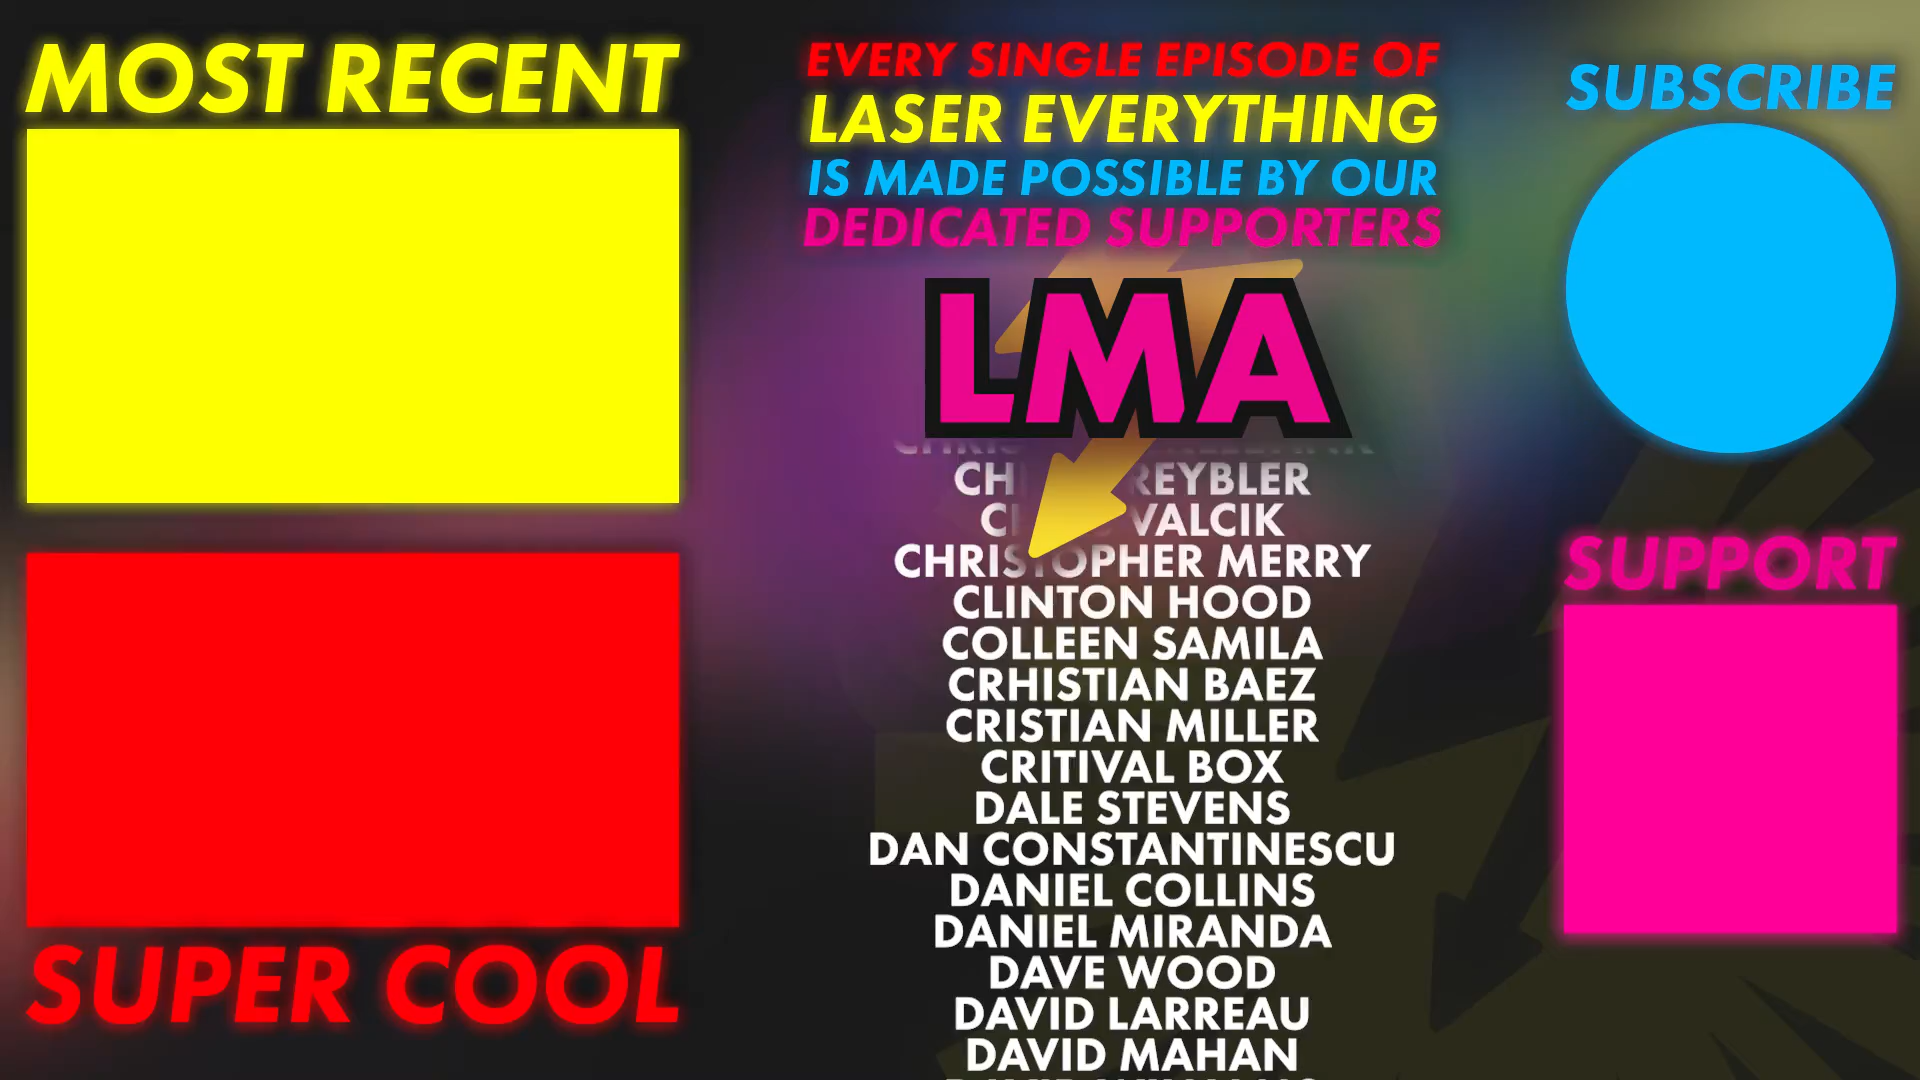 MOST RECENT
SUPER COOL
EVERY SINGLE EPISODE OF
LASER EVERYTHING
IS MADE POSSIBLE BY OUR
DEDICATED SUPPORTERS
LMA
CHRISTOPHER MERRY
CLINTON HOOD
COLLEEN SAMILA
CRHISTIAN BAEZ
CRISTIAN MILLER
CRITIVAL BOX
DALE STEVENS
DAN CONSTANTINESCU
DANIEL COLLINS
DANIEL MIRANDA
DAVE WOOD
DAVID LARREAU
DAVID MAHAN
SUBSCRIBE
SUPPORT